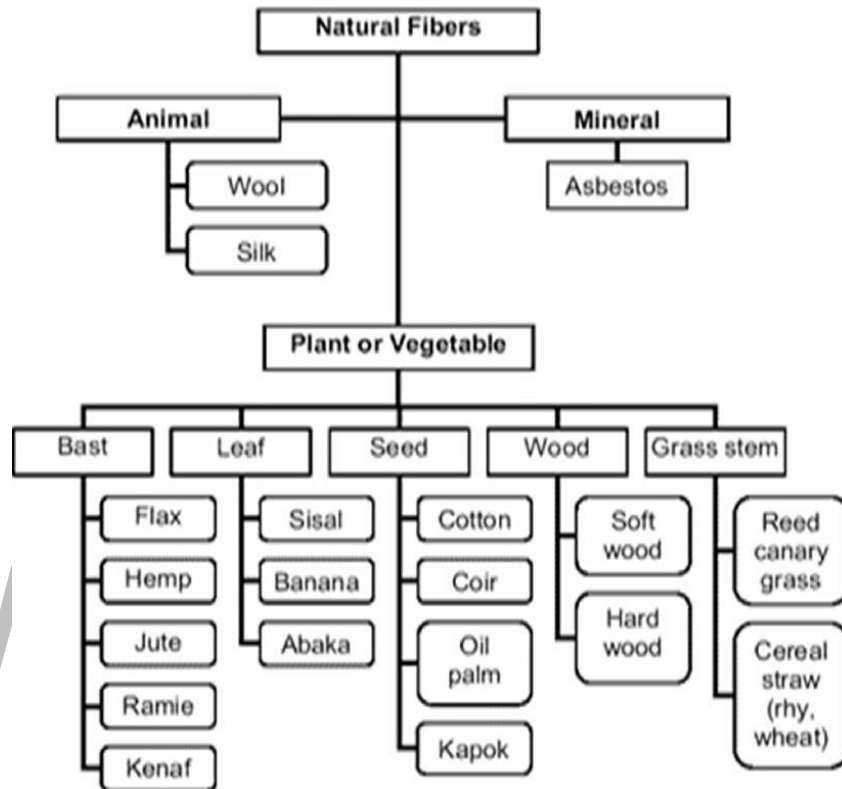 Natural Fibers
Animal
Mineral
Wool
Asbestos
Silk
Plant or Vegetable
Bast
Leaf
Seed
Wood
Grass stem
Flax
Hemp
Jute
Ramie
Kenaf
Sisal
Banana
Abaka
Cotton
Coir
Oil
palm
Kapok
Soft
wood
Hard
wood
Reed
canary
grass
Cereal
straw
(rhy,
wheat)